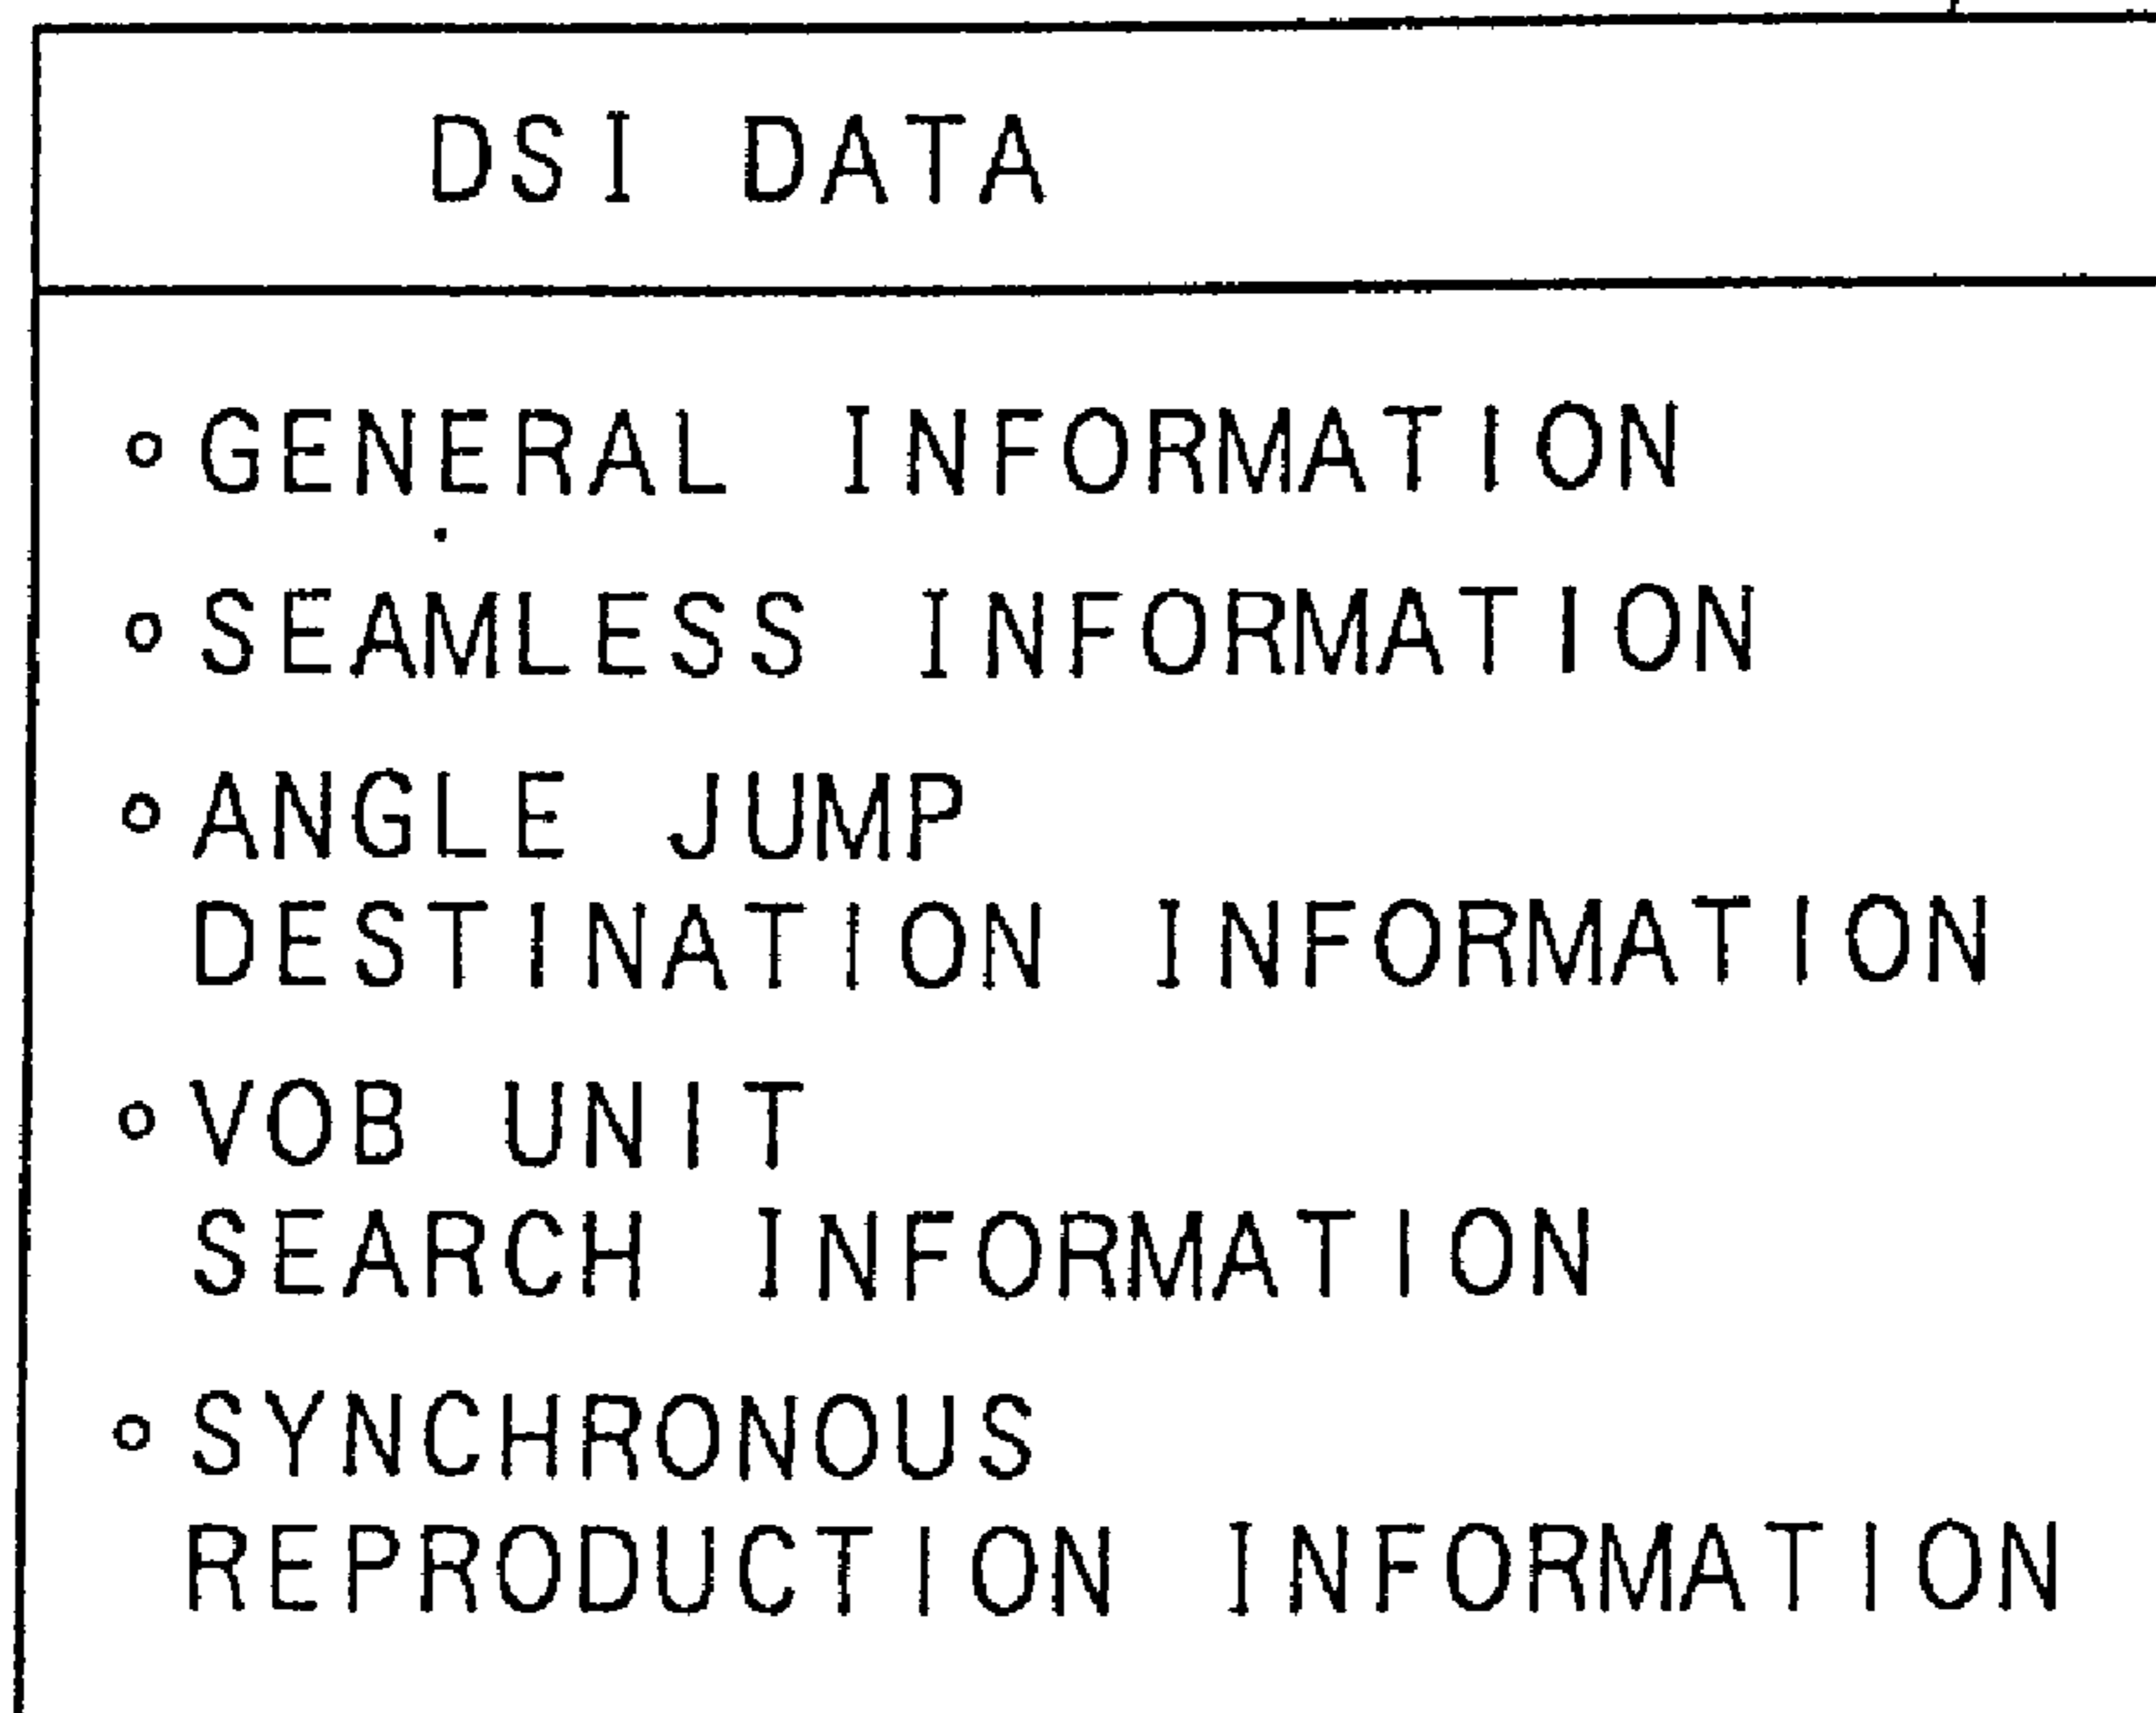 DSI DATA
∘GENERAL INFORMATION
∘SEAMLESS INFORMATION
∘ANGLE JUMP
DESTINATION INFORMATION
∘VOB UNIT
SEARCH INFORMATION
∘SYNCHRONOUS
REPRODUCTION INFORMATION